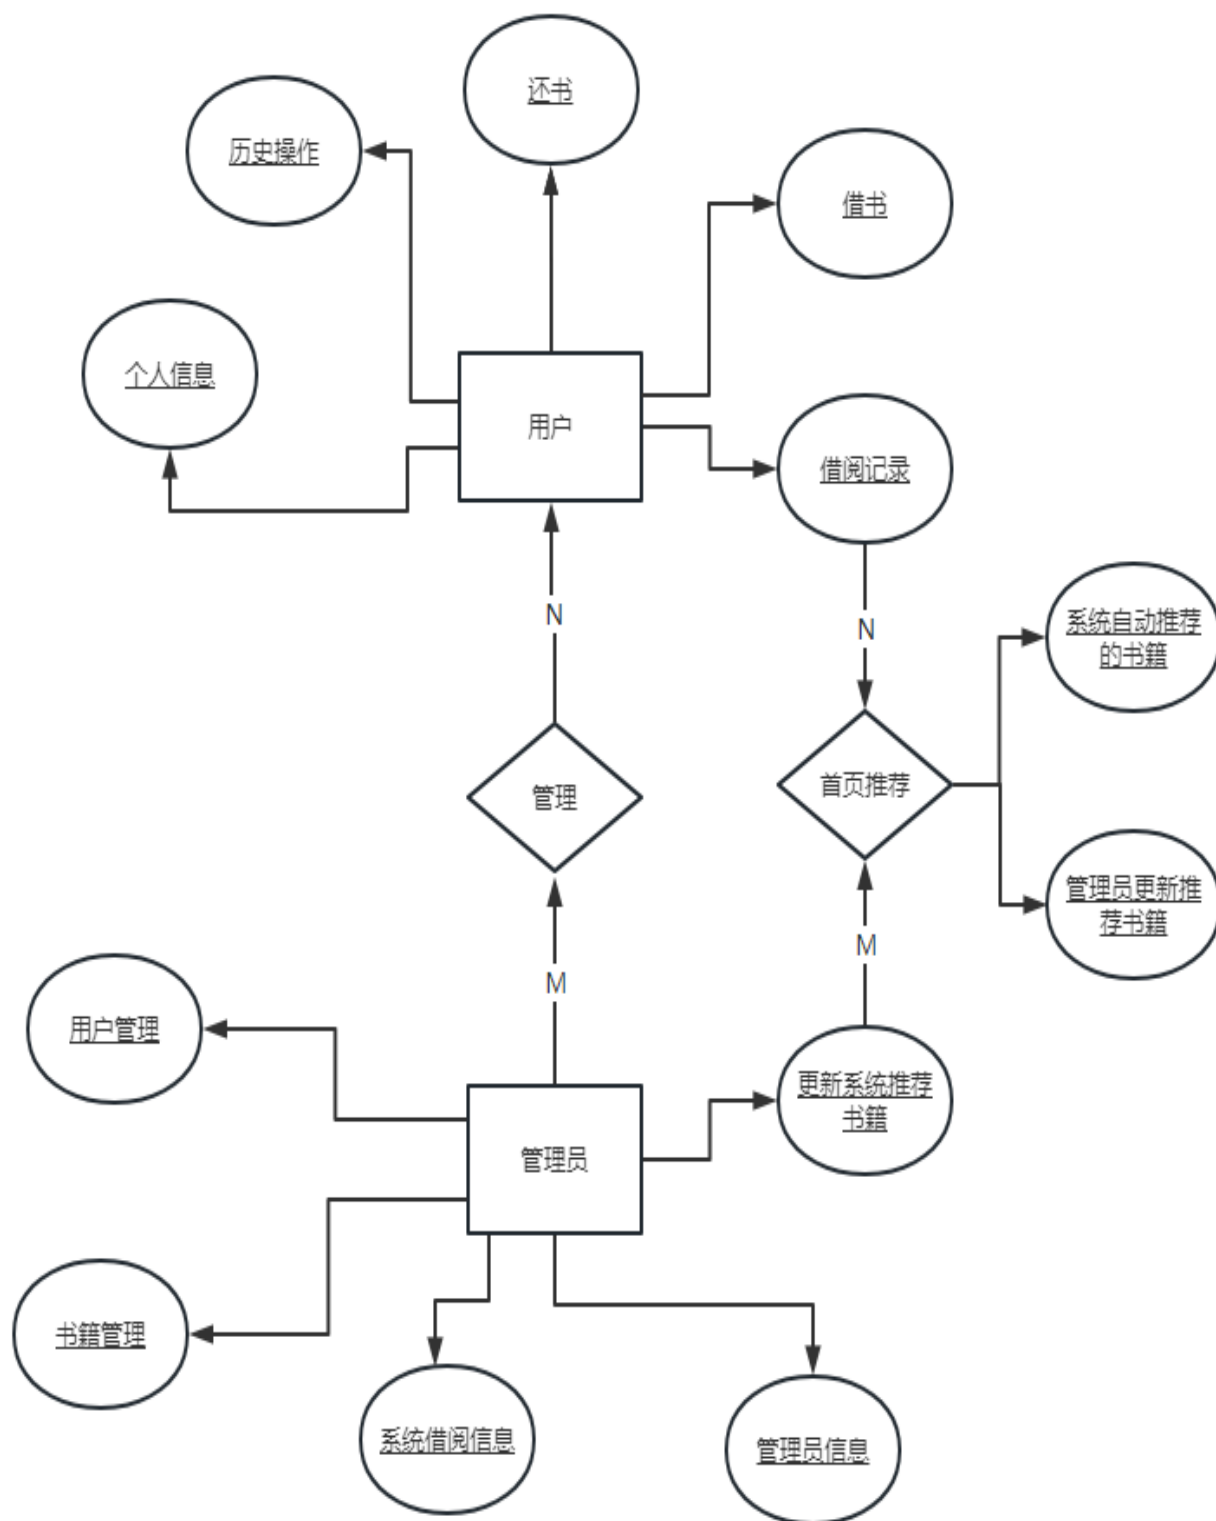 还书
历史操作
借书
个人信息
用户
借阅记录
N
N
系统自动推荐
的书籍
管理
首页推荐
管理员更新推
荐书籍
M
M
用户管理
更新系统推荐
书籍
管理员
书籍管理
系统借阅信息
管理员信息